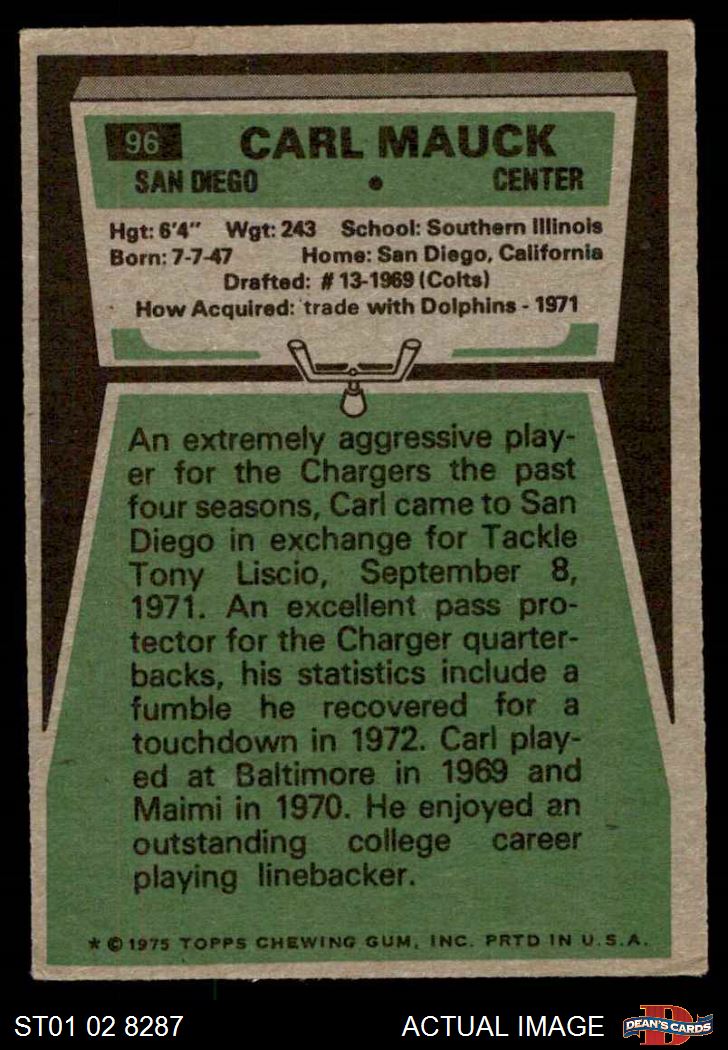 96 CARL MAUCK
SAN DIEGO • CENTER
Hgt: 6'4" Wgt: 243 School: Southern Illinois
Born: 7-7-47 Home: San Diego, California
Drafted: #13-1969 (Colts)
How Acquired: trade with Dolphins - 1971
An extremely aggressive play-
er for the Chargers the past
four seasons, Carl came to San
Diego in exchange for Tackle
Tony Liscio, September 8,
1971. An excellent pass pro-
tector for the Charger quarter-
backs, his statistics include a
fumble he recovered for a
touchdown in 1972. Carl play-
ed at Baltimore in 1969 and
Maimi in 1970. He enjoyed an
outstanding college career
playing linebacker.
* © 1975 TOPPS CHEWING GUM, INC. PRTD IN U.S.A.
ST01 02 8287 ACTUAL IMAGE D DEAN'S CARDS